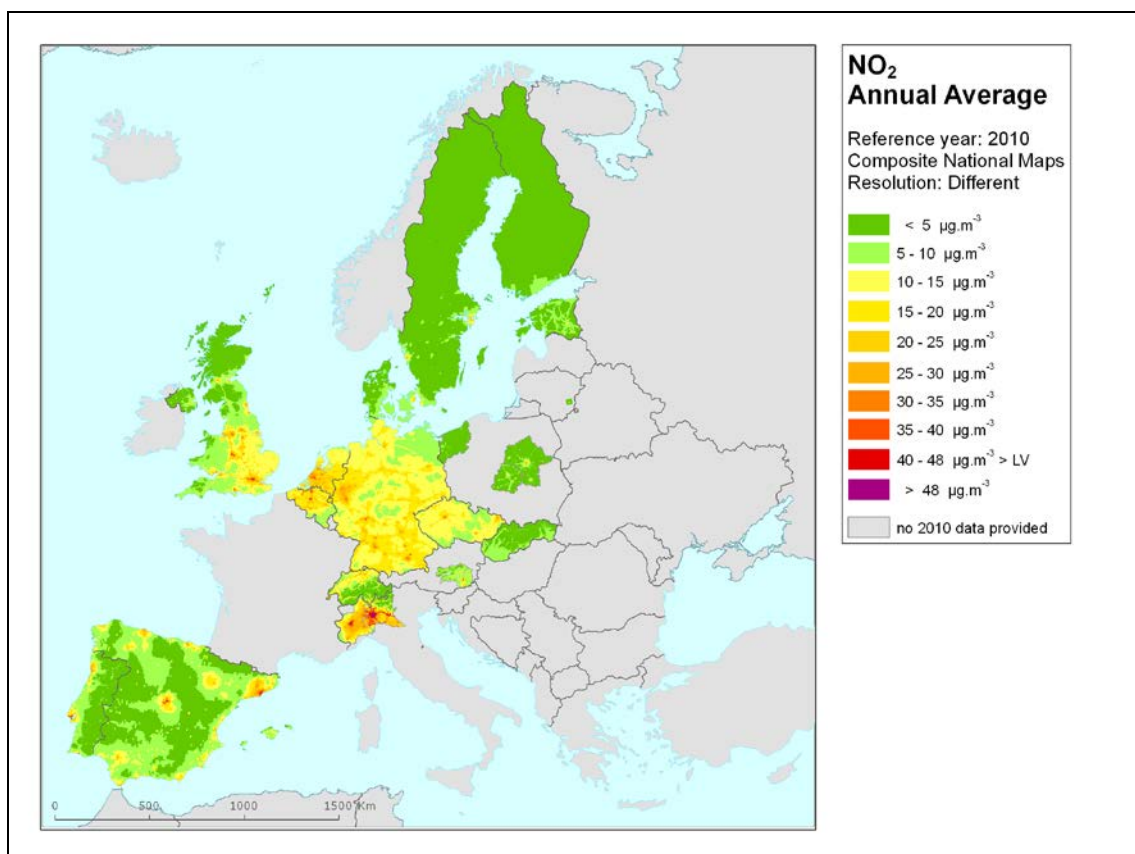 NO₂
Annual Average
Reference year: 2010
Composite National Maps
Resolution: Different
< 5 µg.m⁻³
5 - 10 µg.m⁻³
10 - 15 µg.m⁻³
15 - 20 µg.m⁻³
20 - 25 µg.m⁻³
25 - 30 µg.m⁻³
30 - 35 µg.m⁻³
35 - 40 µg.m⁻³
40 - 48 µg.m⁻³ > LV
> 48 µg.m⁻³
no 2010 data provided
0 500 1000 1500 Km